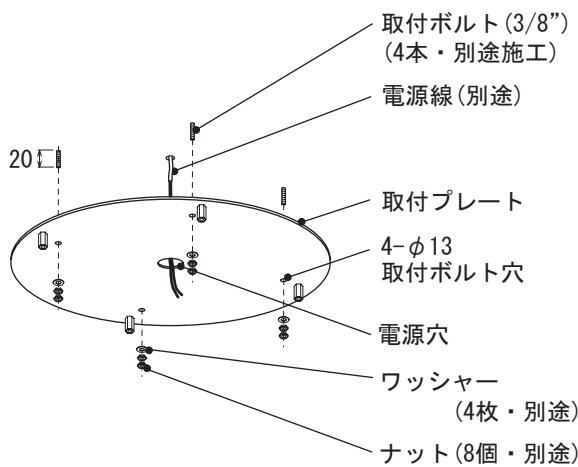 取付ボルト(3/8”)
(4本・別途施工)
電源線(別途)
20
取付プレート
4-φ13
取付ボルト穴
電源穴
ワッシャー
(4枚・別途)
ナット(8個・別途)